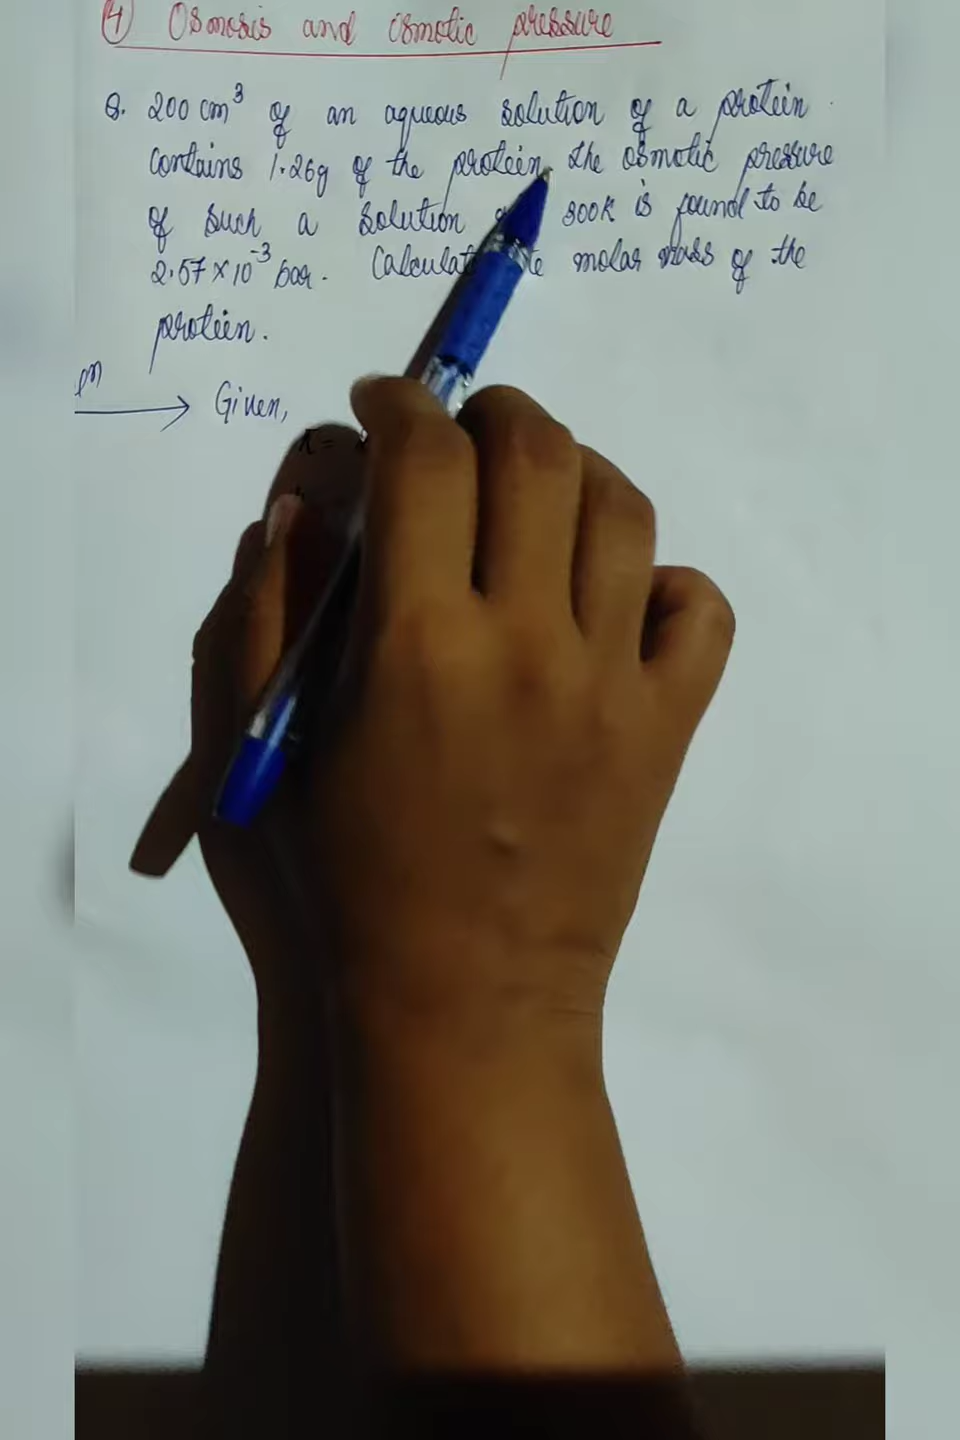 4 Osmosis and osmotic pressure
Q. 200 cm³ of an aqueous solution of a protein
contains 1.26g of the protein. The osmotic pressure
of such a solution 300K is found to be
2.57 × 10⁻³ bar. Calculate molar mass of the
protein.
Given,
π =